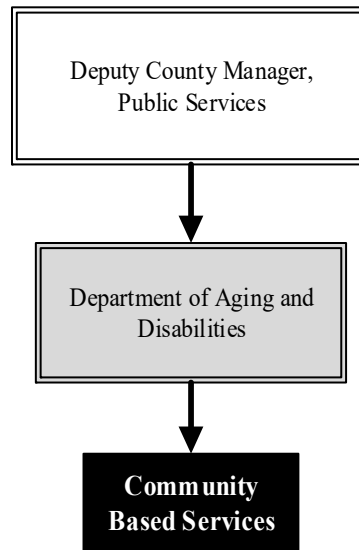 Deputy County Manager,
Public Services
Department of Aging and
Disabilities
Community
Based Services